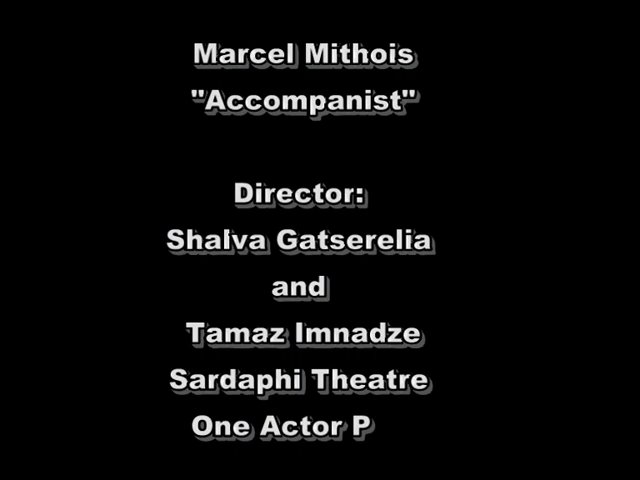 Marcel Mithois
"Accompanist"
Director:
Shalva Gatserelia
and
Tamaz Imnadze
Sardaphi Theatre
One Actor P